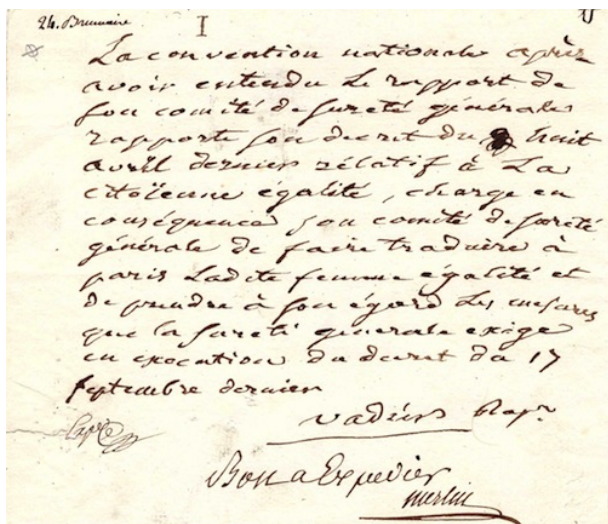 24. Brumaire I
La convention nationale après
avoir entendu le rapport de
son comité de sureté générale
rapporte son decret du huit
avril dernier rélatif à La
citoïenne égalité, charge en
conséquence son comité de sureté
générale de faire traduire à
paris Ladite femme égalité et
de prendre à son égard les mesures
que la sureté générale exige
en execution du decret du 17
septembre dernier
Rapr.
Bon a Expedier
merlin